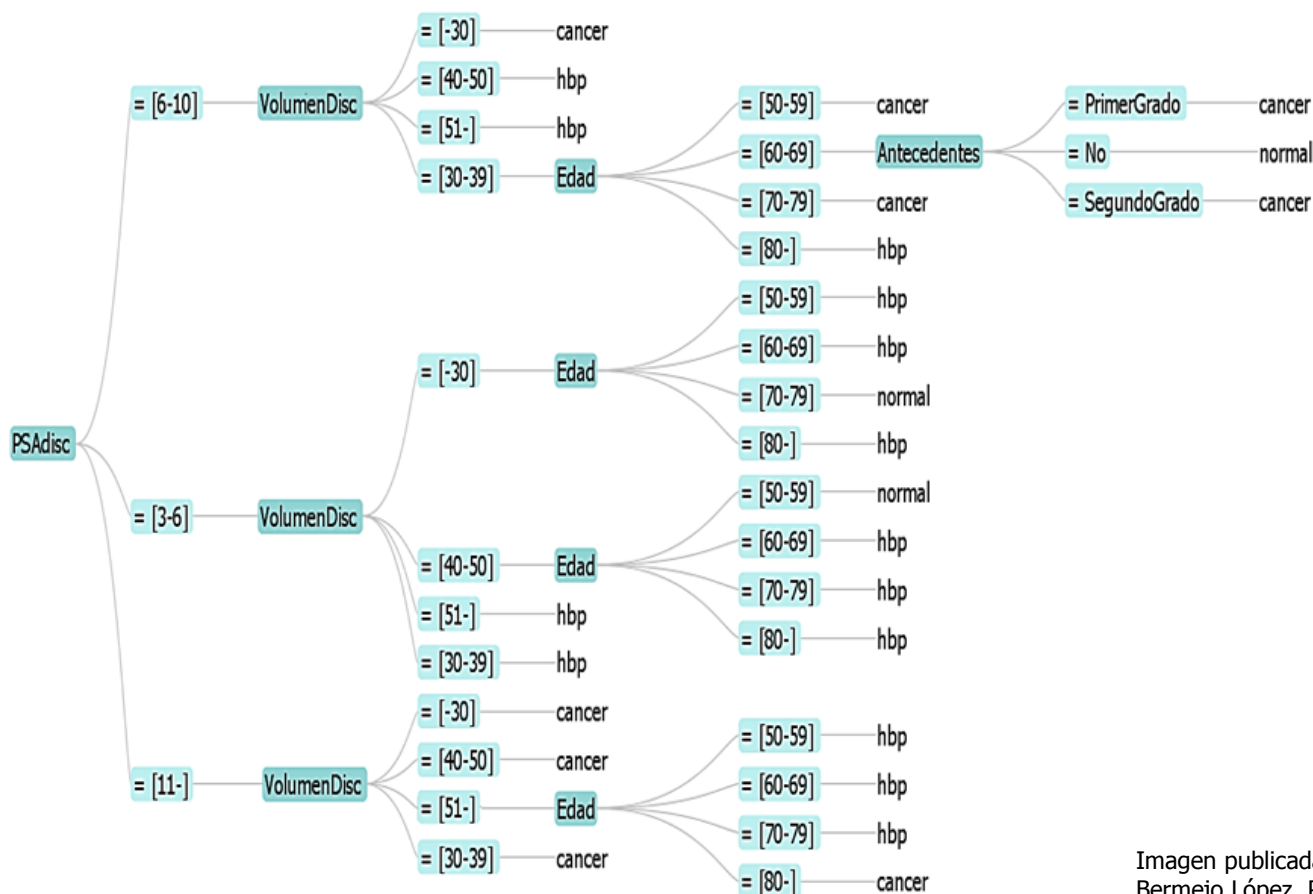 = [-30] cancer
= [40-50] hbp
= [6-10] VolumenDisc = [50-59] cancer = PrimerGrado cancer
= [51-] hbp
= [60-69] Antecedentes = No normal
= [30-39] Edad
= [70-79] cancer = SegundoGrado cancer
= [80-] hbp
= [50-59] hbp
= [60-69] hbp
= [-30] Edad
= [70-79] normal
PSAdisc = [80-] hbp
= [50-59] normal
= [3-6] VolumenDisc
= [60-69] hbp
= [40-50] Edad
= [70-79] hbp
= [51-] hbp
= [80-] hbp
= [30-39] hbp
= [-30] cancer
= [50-59] hbp
= [40-50] cancer
= [11-] VolumenDisc = [60-69] hbp
= [51-] Edad
= [70-79] hbp
= [30-39] cancer
= [80-] cancer
Imagen publicada
Bermejo López,